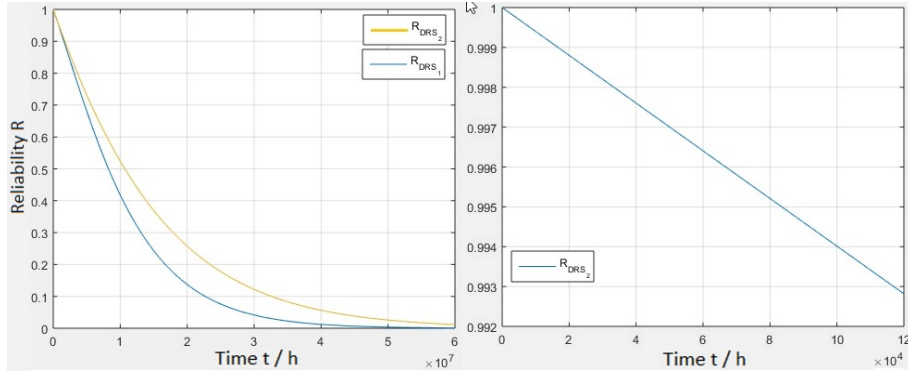 1
0.9
0.8
0.7
0.6
0.5
0.4
0.3
0.2
0.1
0
Reliability R
R_DRS_2
R_DRS_1
0 1 2 3 4 5 6
Time t / h
×10^7
1
0.999
0.998
0.997
0.996
0.995
0.994
0.993
0.992
R_DRS_2
0 2 4 6 8 10 12
Time t / h
×10^4